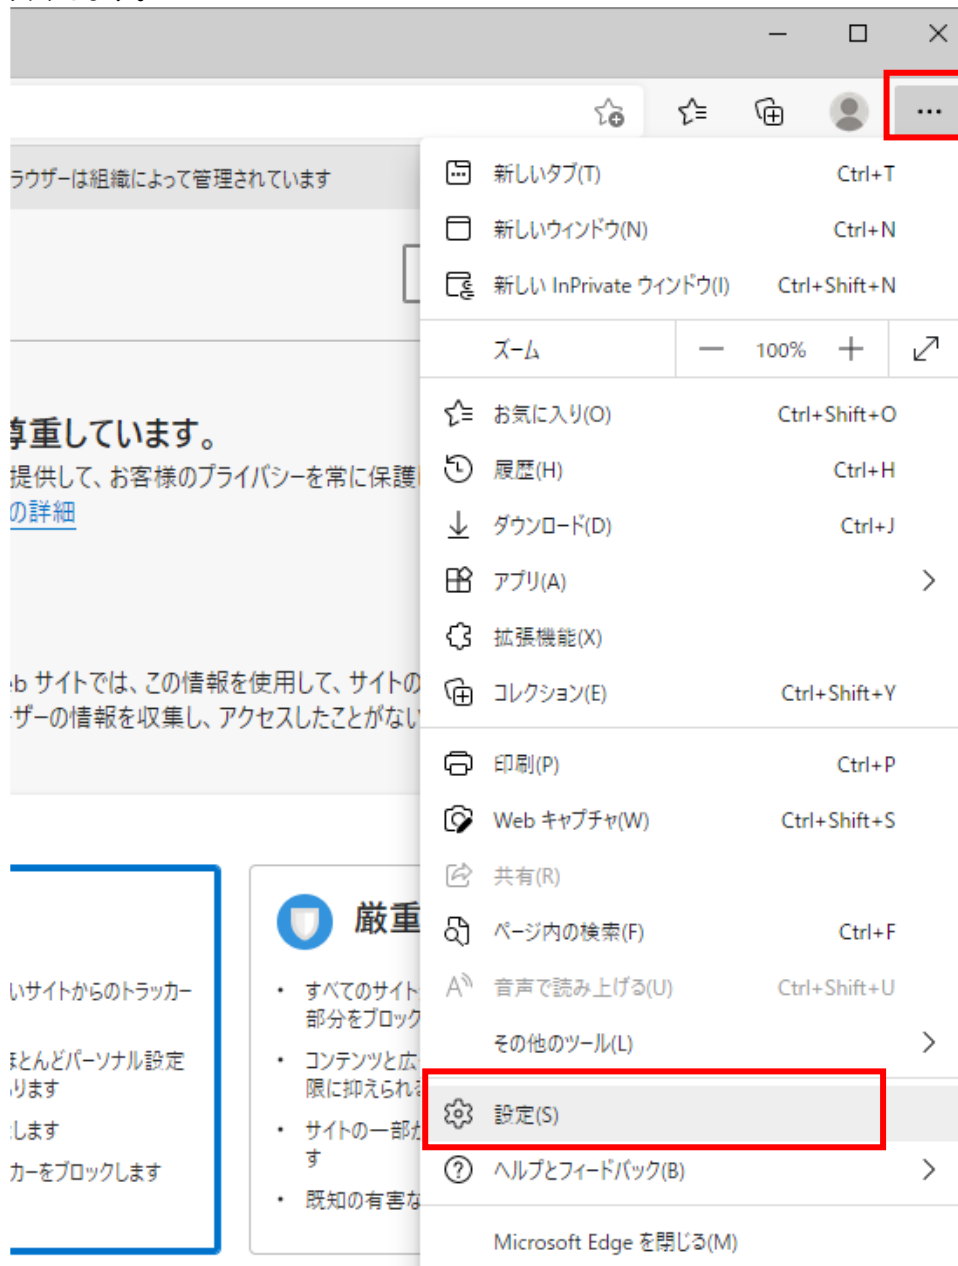 ラウザーは組織によって管理されています
新しいタブ(T) Ctrl+T
新しいウィンドウ(N) Ctrl+N
新しい InPrivate ウィンドウ(I) Ctrl+Shift+N
ズーム 100%
お気に入り(O) Ctrl+Shift+O
履歴(H) Ctrl+H
ダウンロード(D) Ctrl+J
アプリ(A)
拡張機能(X)
コレクション(E) Ctrl+Shift+Y
印刷(P) Ctrl+P
Web キャプチャ(W) Ctrl+Shift+S
共有(R)
ページ内の検索(F) Ctrl+F
音声で読み上げる(U) Ctrl+Shift+U
その他のツール(L)
設定(S)
ヘルプとフィードバック(B)
Microsoft Edge を閉じる(M)
尊重しています。
提供して、お客様のプライバシーを常に保護
の詳細
eb サイトでは、この情報を使用して、サイトの
ーザーの情報を収集し、アクセスしたことがない
いサイトからのトラッカー
ほとんどパーソナル設定
ります
します
カーをブロックします
厳重
• すべてのサイト
部分をブロック
• コンテンツと広
限に抑えられ
• サイトの一部が
す
• 既知の有害な